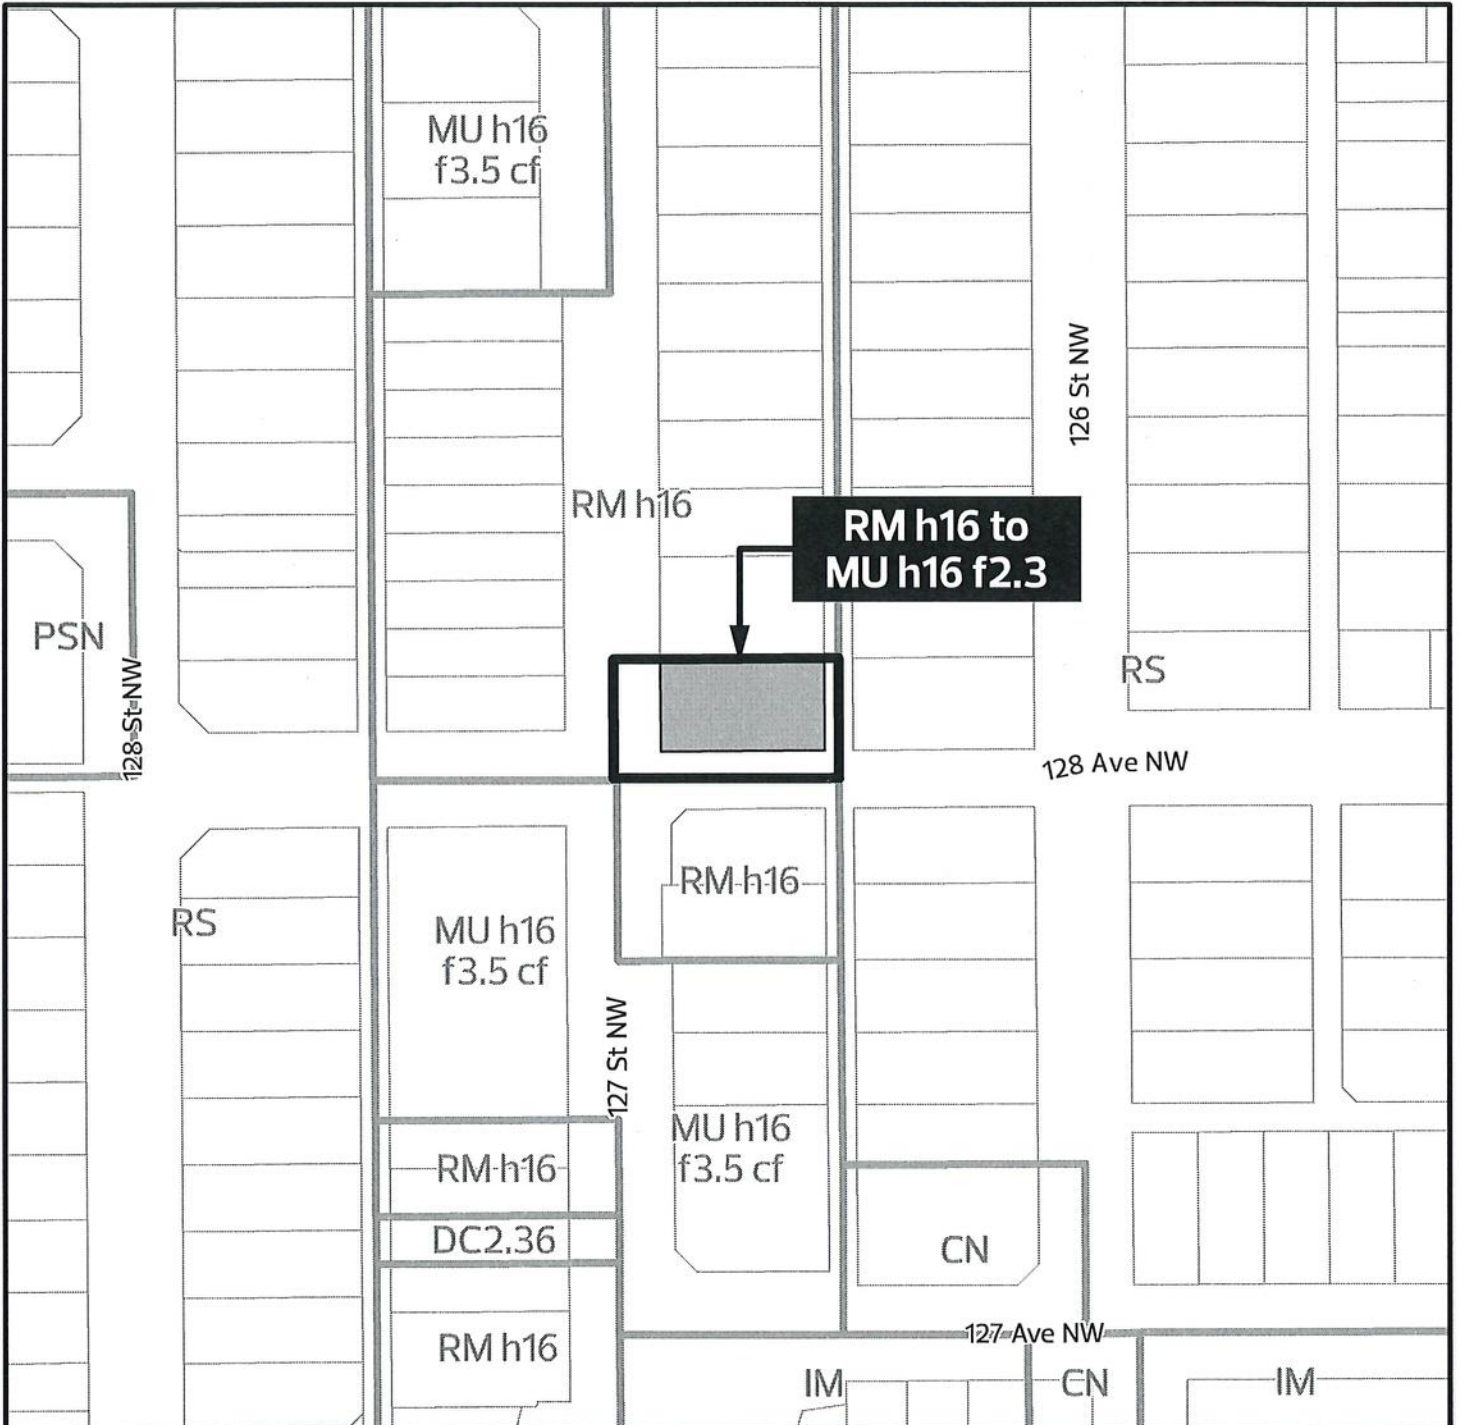 MU h16
f3.5 cf
126 St NW
RM h16
RM h16 to
MU h16 f2.3
PSN
128 St NW
RS
128 Ave NW
RM h16
RS
MU h16
f3.5 cf
127 St NW
MU h16
f3.5 cf
RM h16
DC2.36
CN
127 Ave NW
RM h16
IM
CN
IM